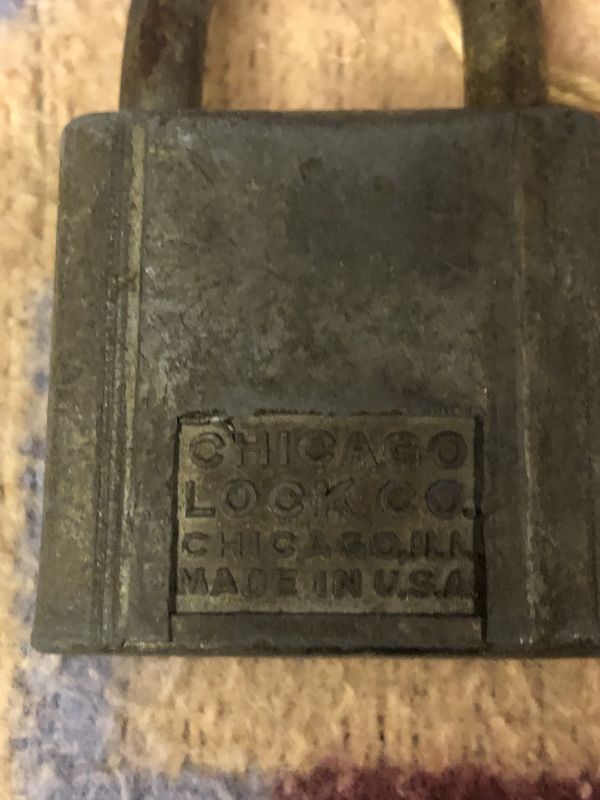 CHICAGO
LOCK CO.
CHICAGO, ILL.
MADE IN U.S.A.